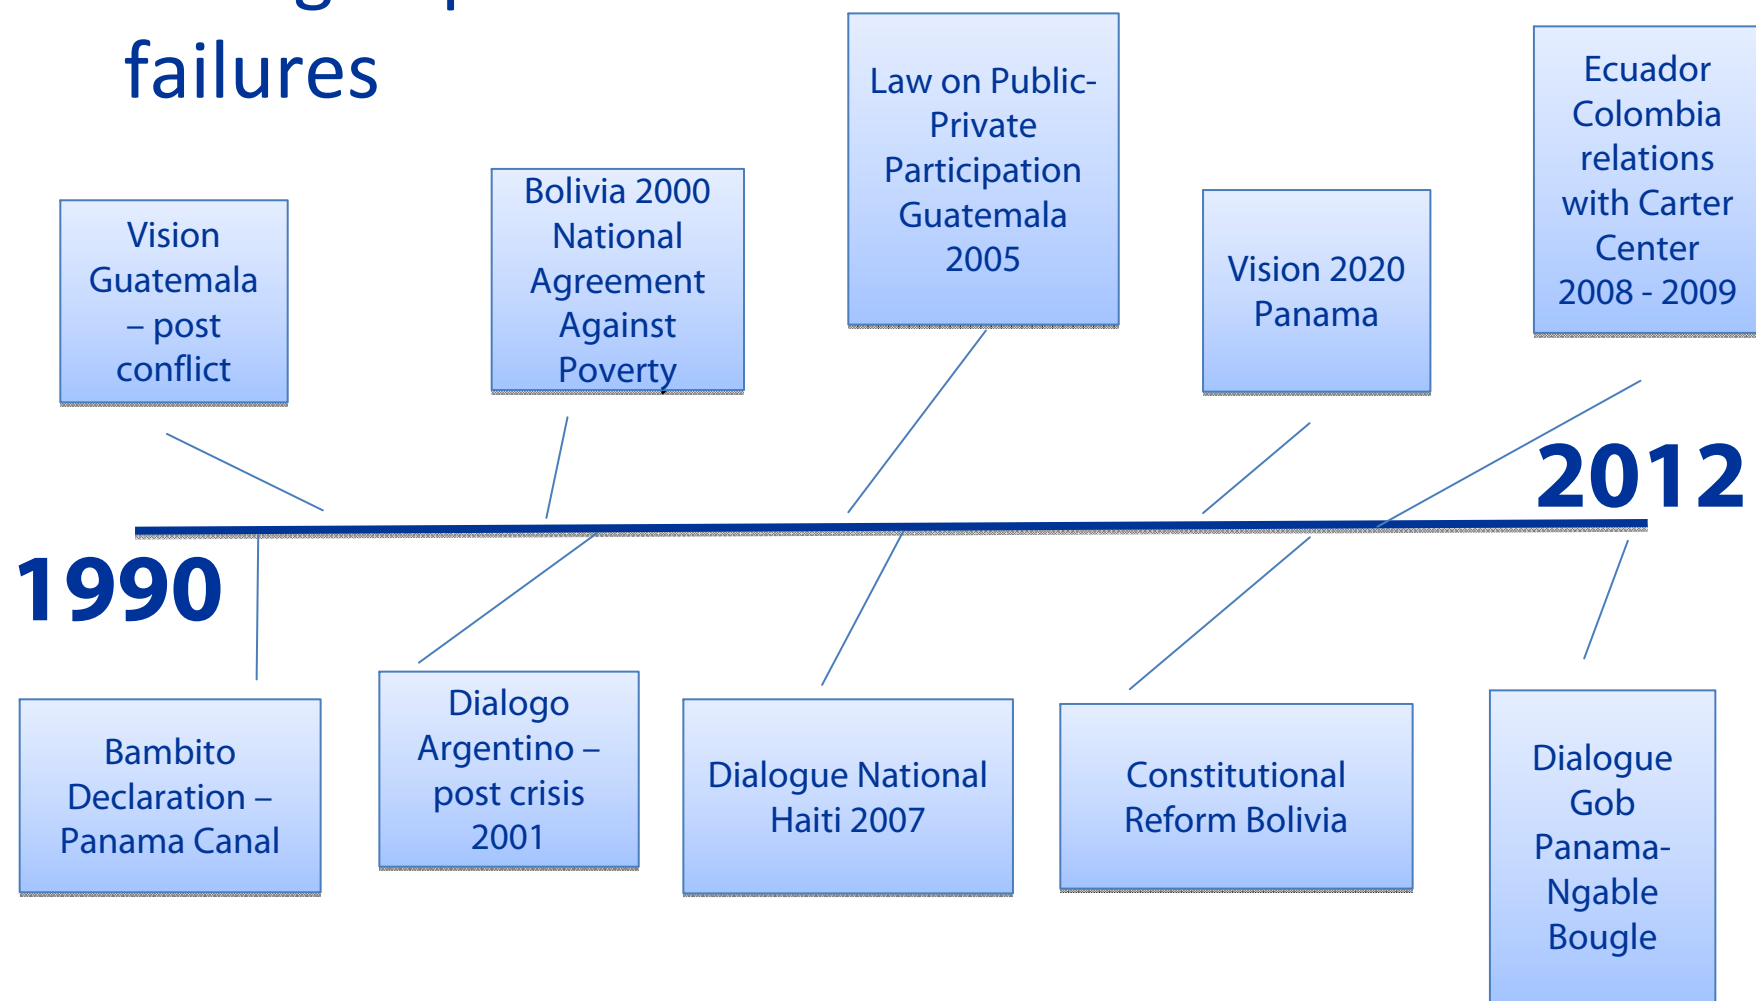 failures
Law on Public-
Private
Participation
Guatemala
2005
Ecuador
Colombia
relations
with Carter
Center
2008 - 2009
Vision
Guatemala
– post
conflict
Bolivia 2000
National
Agreement
Against
Poverty
Vision 2020
Panama
2012
1990
Bambito
Declaration –
Panama Canal
Dialogo
Argentino –
post crisis
2001
Dialogue National
Haiti 2007
Constitutional
Reform Bolivia
Dialogue
Gob
Panama-
Ngable
Bougle